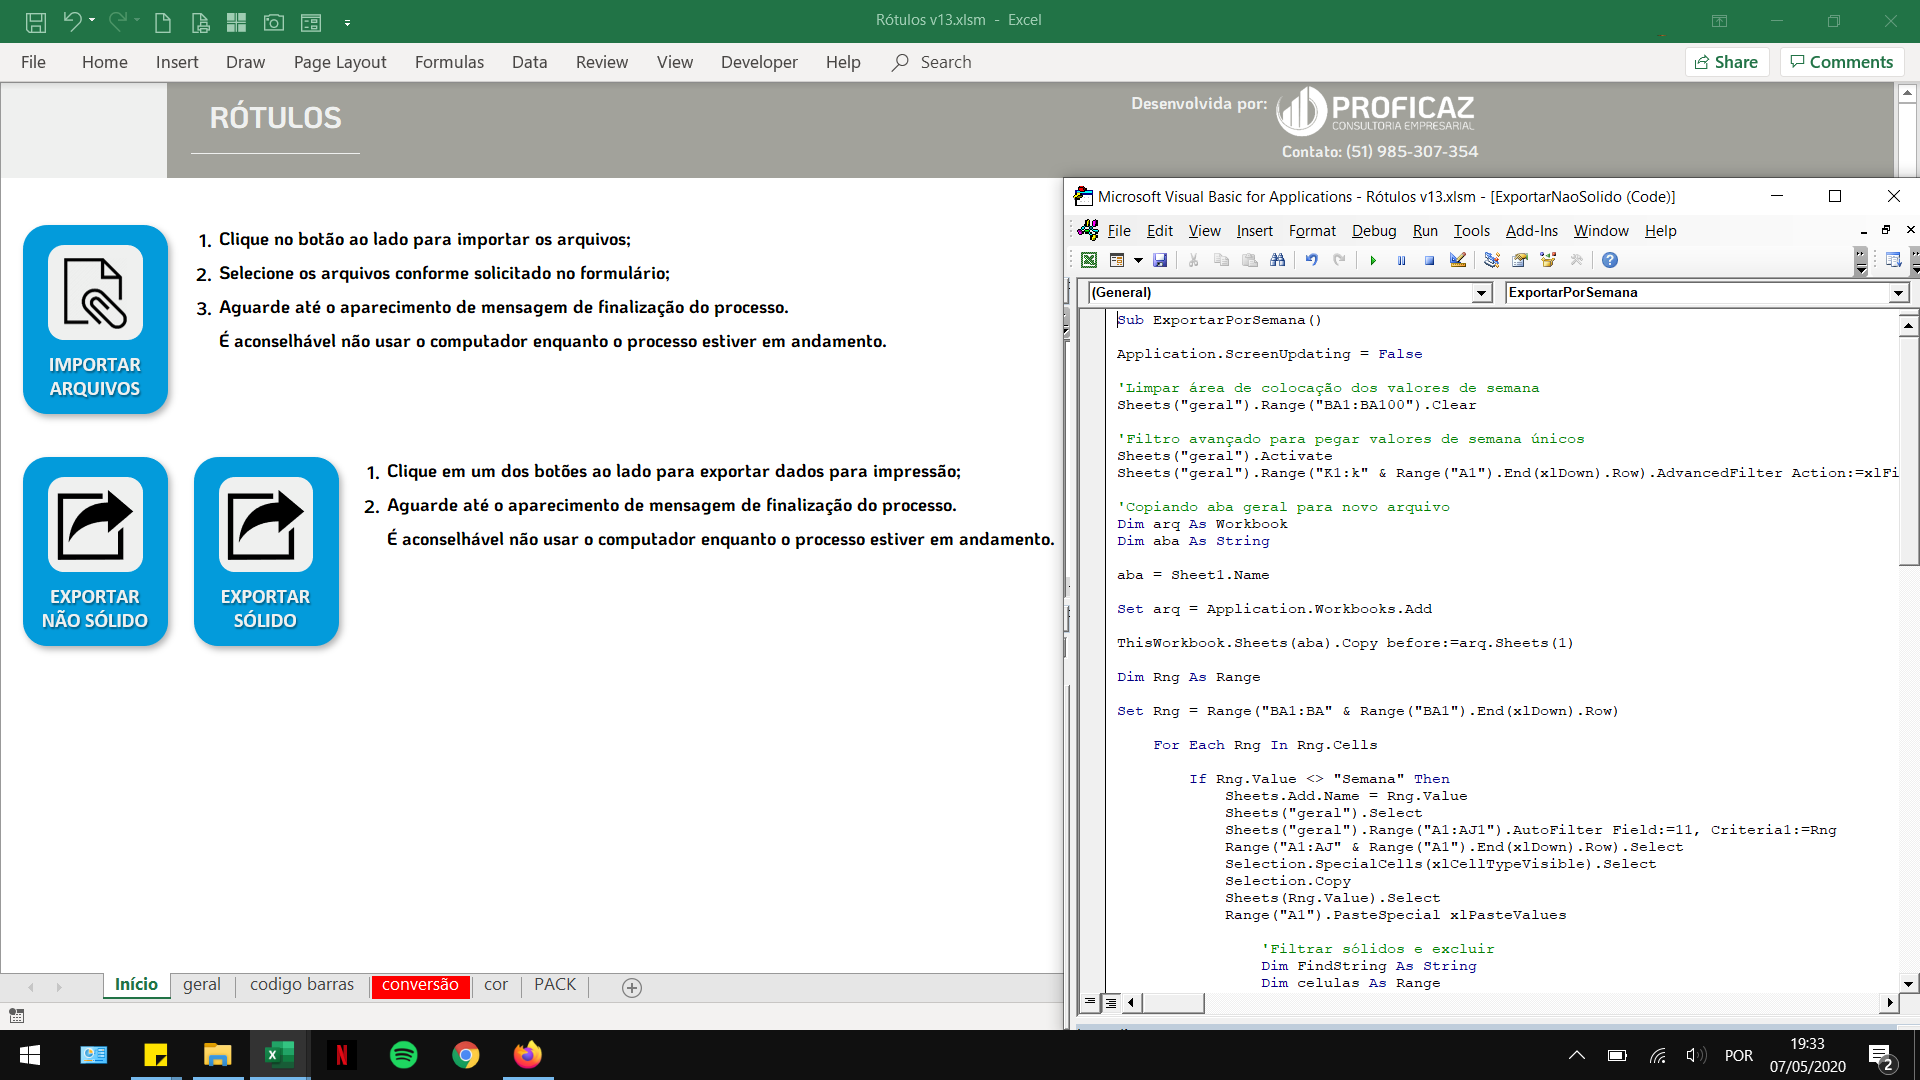 Rótulos v13.xlsm - Excel
File Home Insert Draw Page Layout Formulas Data Review View Developer Help Search Share Comments
RÓTULOS
Desenvolvida por: PROFICAZ
CONSULTORIA EMPRESARIAL
Contato: (51) 985-307-354
IMPORTAR
ARQUIVOS
1. Clique no botão ao lado para importar os arquivos;
2. Selecione os arquivos conforme solicitado no formulário;
3. Aguarde até o aparecimento de mensagem de finalização do processo.
É aconselhável não usar o computador enquanto o processo estiver em andamento.
EXPORTAR
NÃO SÓLIDO
EXPORTAR
SÓLIDO
1. Clique em um dos botões ao lado para exportar dados para impressão;
2. Aguarde até o aparecimento de mensagem de finalização do processo.
É aconselhável não usar o computador enquanto o processo estiver em andamento.
Microsoft Visual Basic for Applications - Rótulos v13.xlsm - [ExportarNaoSolido (Code)]
File Edit View Insert Format Debug Run Tools Add-Ins Window Help
(General) ExportarPorSemana
Sub ExportarPorSemana()
Application.ScreenUpdating = False
'Limpar área de colocação dos valores de semana
Sheets("geral").Range("BA1:BA100").Clear
'Filtro avançado para pegar valores de semana únicos
Sheets("geral").Activate
Sheets("geral").Range("K1:k" & Range("A1").End(xlDown).Row).AdvancedFilter Action:=xlFi
'Copiando aba geral para novo arquivo
Dim arq As Workbook
Dim aba As String
aba = Sheet1.Name
Set arq = Application.Workbooks.Add
ThisWorkbook.Sheets(aba).Copy before:=arq.Sheets(1)
Dim Rng As Range
Set Rng = Range("BA1:BA" & Range("BA1").End(xlDown).Row)
For Each Rng In Rng.Cells
If Rng.Value <> "Semana" Then
Sheets.Add.Name = Rng.Value
Sheets("geral").Select
Sheets("geral").Range("A1:AJ1").AutoFilter Field:=11, Criteria1:=Rng
Range("A1:AJ" & Range("A1").End(xlDown).Row).Select
Selection.SpecialCells(xlCellTypeVisible).Select
Selection.Copy
Sheets(Rng.Value).Select
Range("A1").PasteSpecial xlPasteValues
'Filtrar sólidos e excluir
Dim FindString As String
Dim celulas As Range
Início geral codigo barras conversão cor PACK
POR
19:33
07/05/2020
2